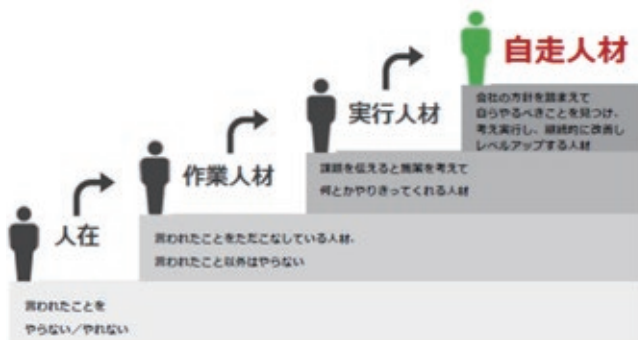 自走人材
会社の方針を踏まえて
自らやるべきことを見つけ、
考え実行し、継続的に改善し
レベルアップする人材
実行人材
課題を伝えると施策を考えて
何とかやりきってくれる人材
作業人材
言われたことをただこなしている人材、
言われたこと以外はやらない
人在
言われたことを
やらない／やれない